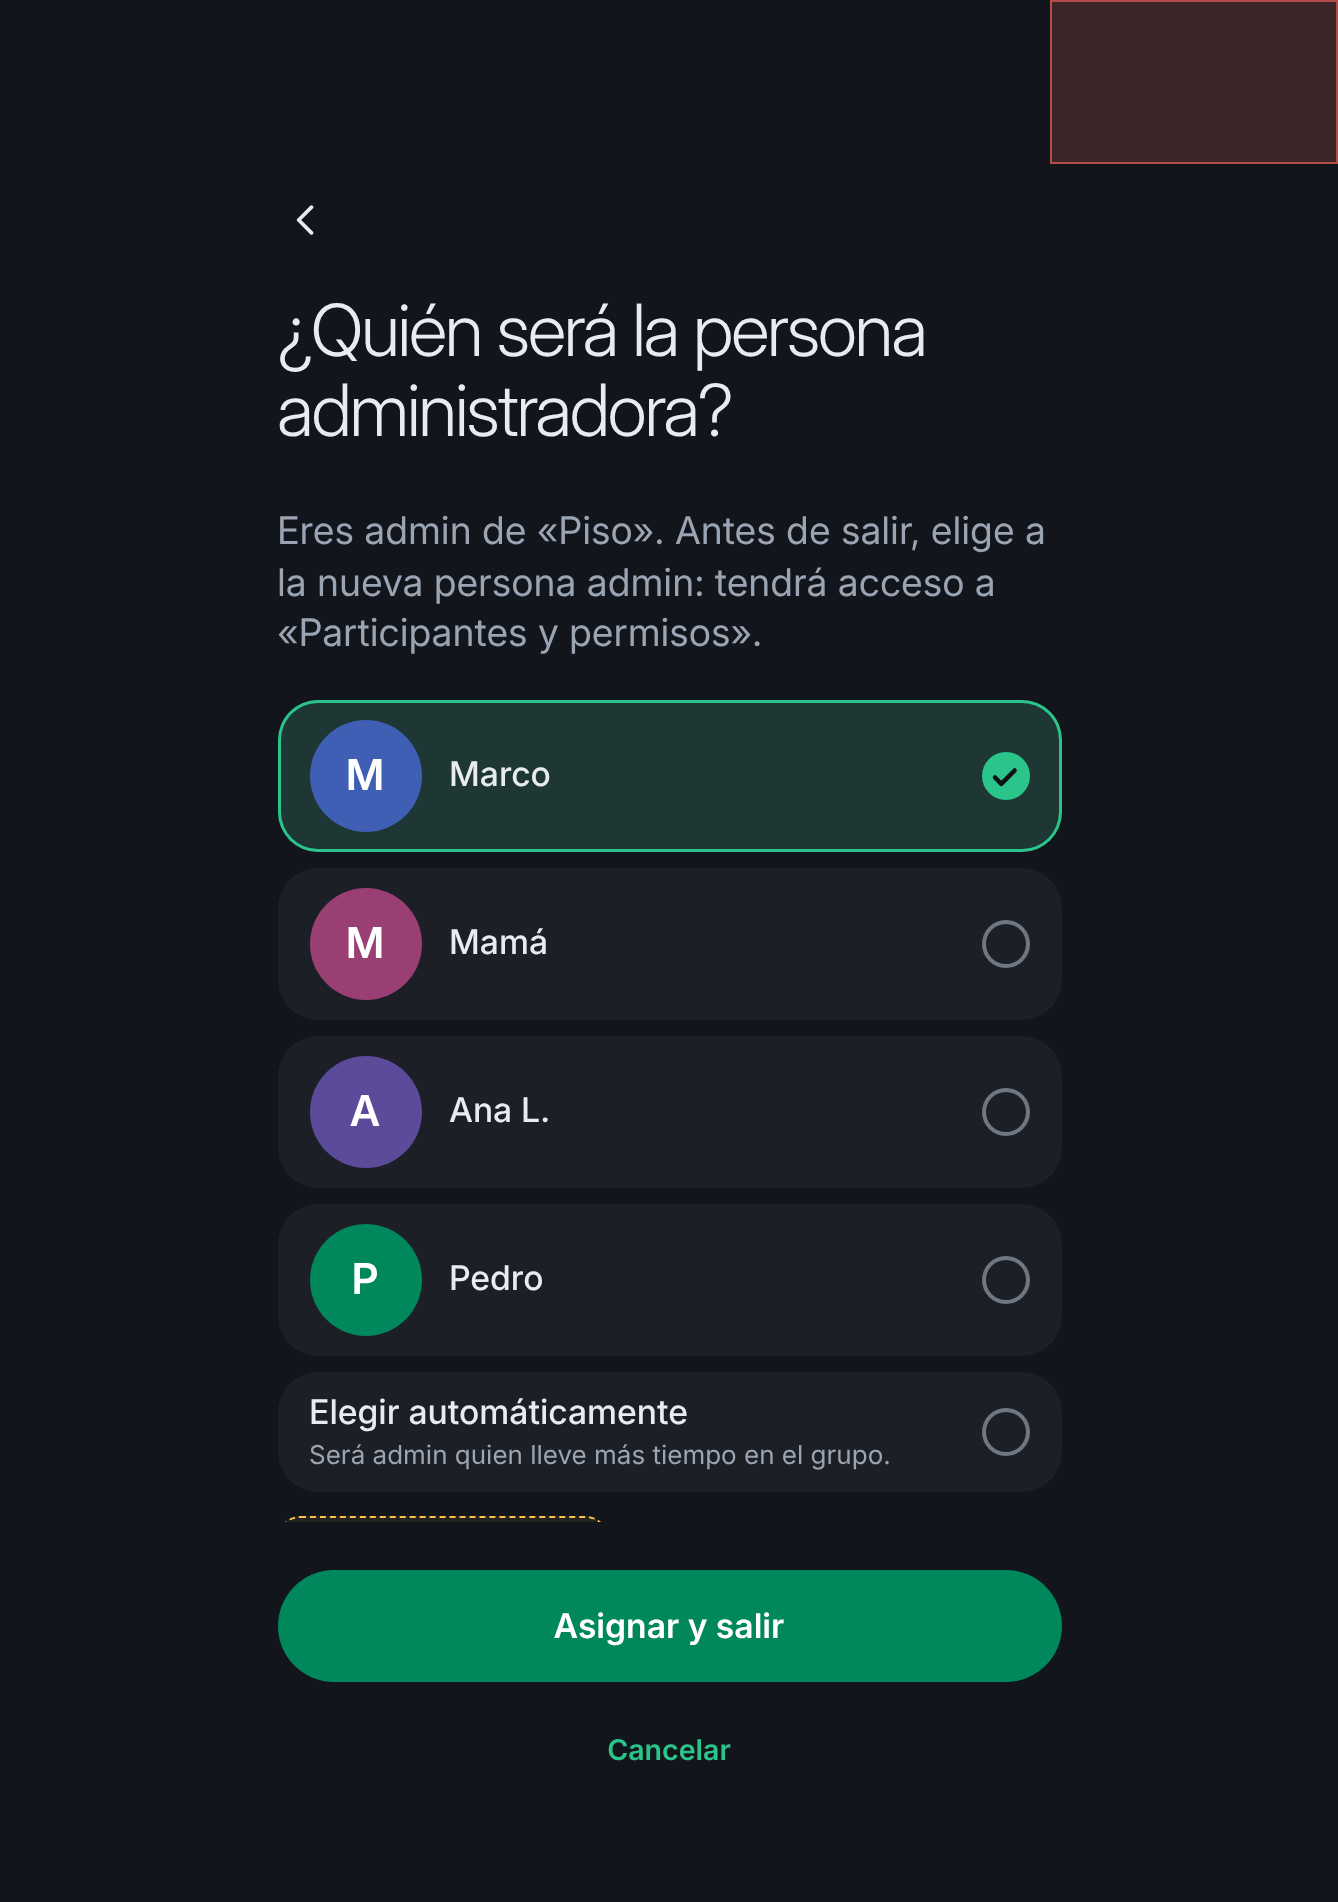 ¿Quién será la persona
administradora?
Eres admin de «Piso». Antes de salir, elige a
la nueva persona admin: tendrá acceso a
«Participantes y permisos».
M Marco
M Mamá
A Ana L.
P Pedro
Elegir automáticamente
Será admin quien lleve más tiempo en el grupo.
Asignar y salir
Cancelar